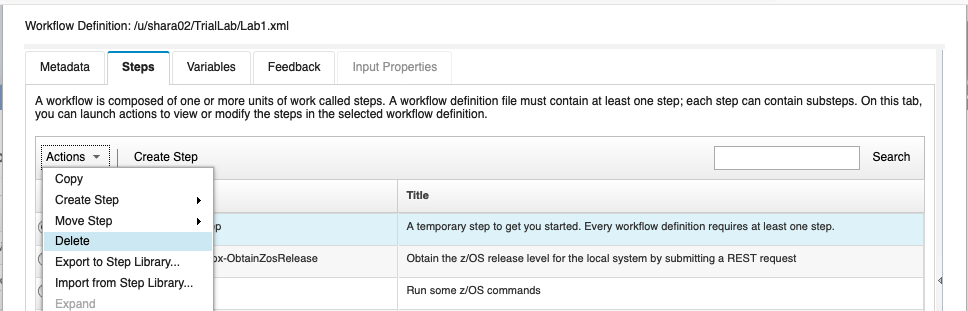 Workflow Definition: /u/shara02/TrialLab/Lab1.xml
Metadata Steps Variables Feedback Input Properties
A workflow is composed of one or more units of work called steps. A workflow definition file must contain at least one step; each step can contain substeps. On this tab,
you can launch actions to view or modify the steps in the selected workflow definition.
Actions Create Step Search
Copy
Create Step Title
Move Step A temporary step to get you started. Every workflow definition requires at least one step.
Delete
Export to Step Library... ox-ObtainZosRelease Obtain the z/OS release level for the local system by submitting a REST request
Import from Step Library... Run some z/OS commands
Expand